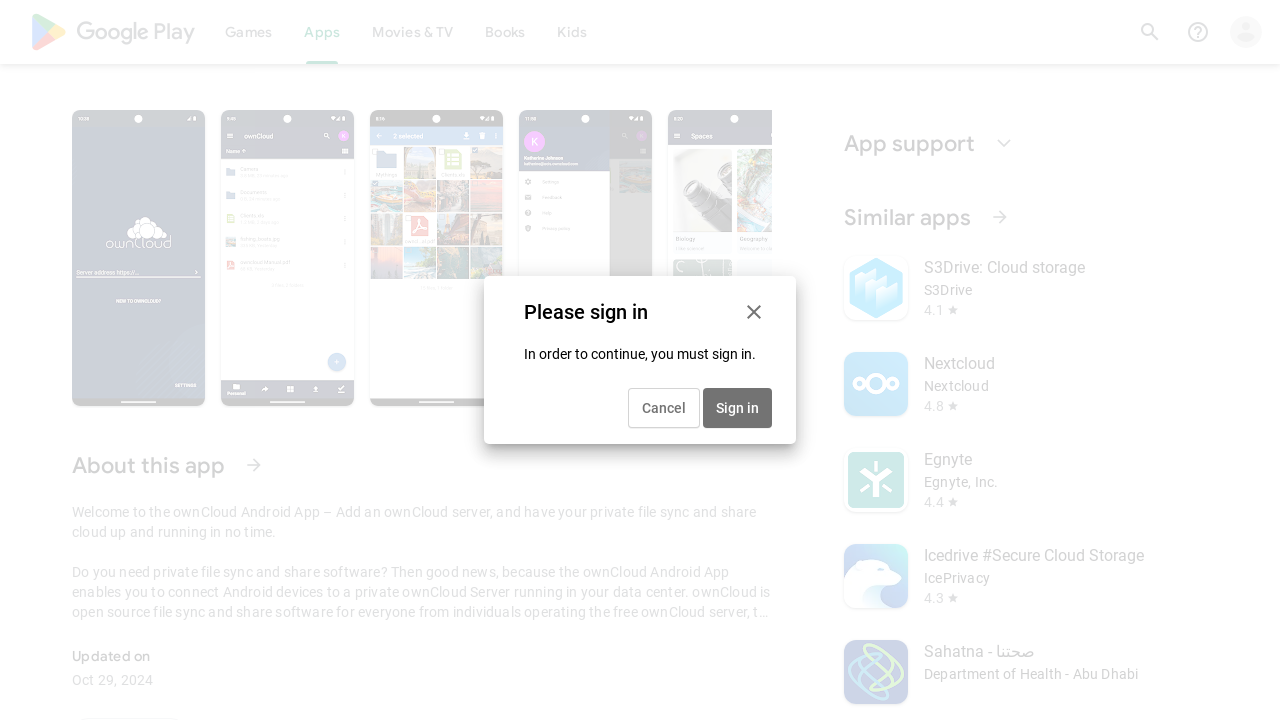 Google Play
Games
Apps
Movies & TV
Books
Kids
ownCloud
2 selected
Spaces
K
K
Name
Server address https://...
NEW TO OWNCLOUD?
SETTINGS
Personal
Biology
Geography
App support
Similar apps
S3Drive: Cloud storage
S3Drive
4.1 ★
Nextcloud
Nextcloud
4.8 ★
Egnyte
Egnyte, Inc.
4.4 ★
Icedrive #Secure Cloud Storage
IcePrivacy
4.3 ★
Sahatna - صحتنا
Department of Health - Abu Dhabi
Please sign in
In order to continue, you must sign in.
Cancel
Sign in
About this app
Welcome to the ownCloud Android App – Add an ownCloud server, and have your private file sync and share
cloud up and running in no time.
Do you need private file sync and share software? Then good news, because the ownCloud Android App
enables you to connect Android devices to a private ownCloud Server running in your data center. ownCloud is
open source file sync and share software for everyone from individuals operating the free ownCloud server, t…
Updated on
Oct 29, 2024